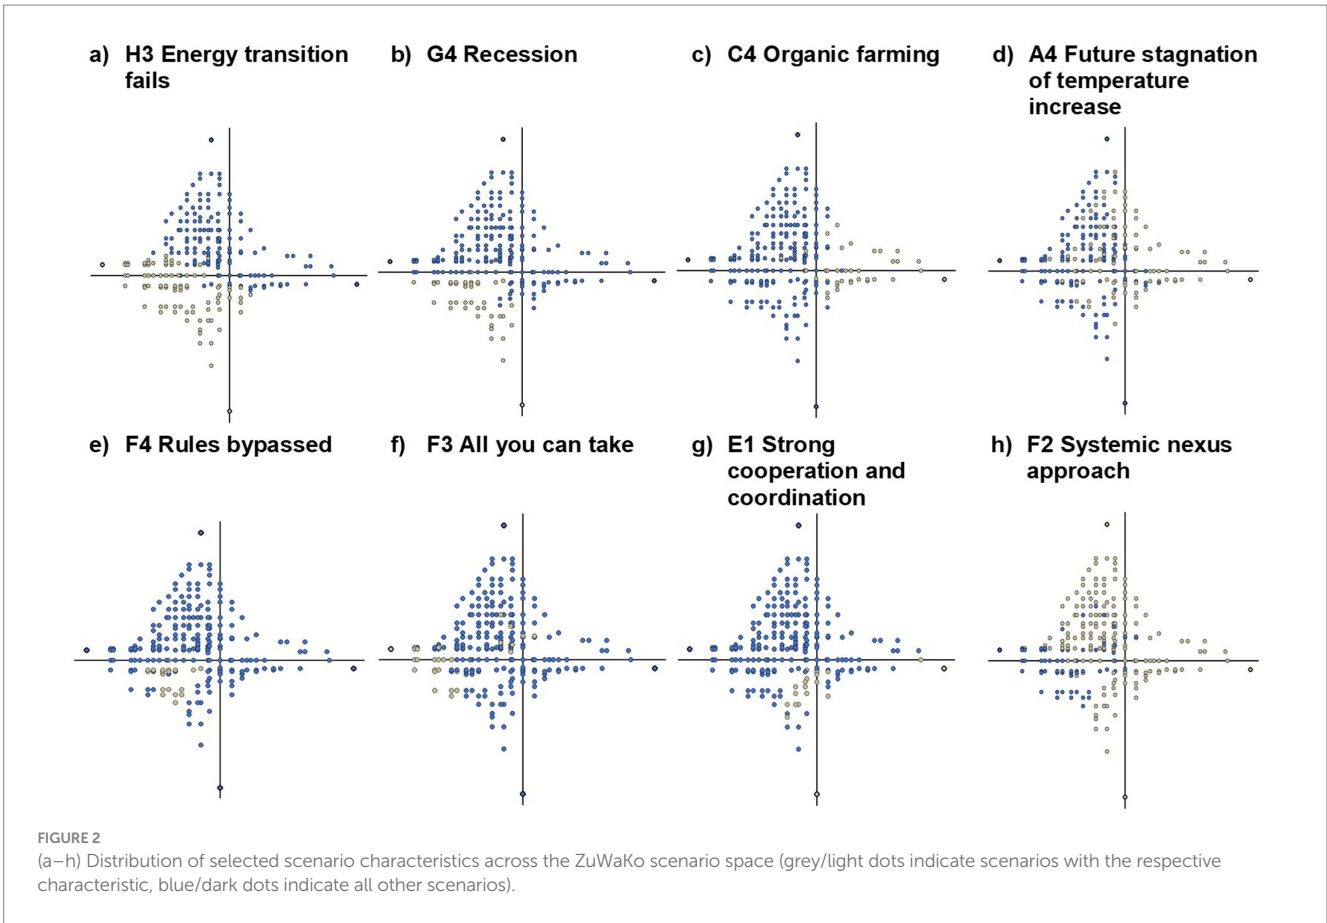 a) H3 Energy transition
fails
b) G4 Recession
c) C4 Organic farming
d) A4 Future stagnation
of temperature
increase
e) F4 Rules bypassed
f) F3 All you can take
g) E1 Strong
cooperation and
coordination
h) F2 Systemic nexus
approach
FIGURE 2
(a–h) Distribution of selected scenario characteristics across the ZuWaKo scenario space (grey/light dots indicate scenarios with the respective
characteristic, blue/dark dots indicate all other scenarios).